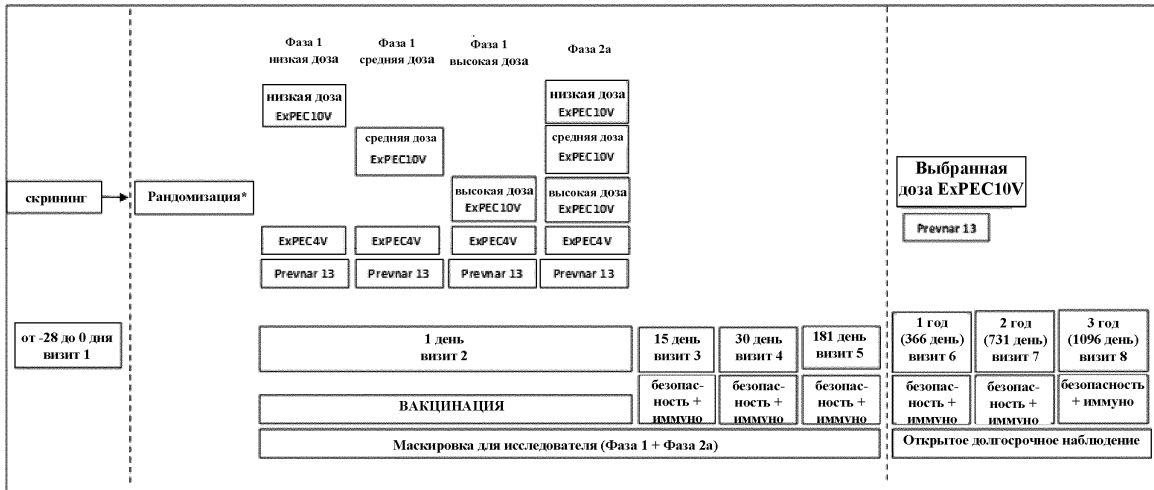 Фаза 1
низкая доза
Фаза 1
средняя доза
Фаза 1
высокая доза
Фаза 2а
низкая доза
ExPEC10V
низкая доза
ExPEC10V
средняя доза
ExPEC10V
средняя доза
ExPEC10V
высокая доза
ExPEC10V
высокая доза
ExPEC10V
Выбранная
доза ExPEC10V
скрининг
Рандомизация*
Prevnar 13
ExPEC4V
ExPEC4V
ExPEC4V
ExPEC4V
Prevnar 13
Prevnar 13
Prevnar 13
Prevnar 13
от -28 до 0 дня
визит 1
1 день
визит 2
15 день
визит 3
30 день
визит 4
181 день
визит 5
1 год
(366 день)
визит 6
2 год
(731 день)
визит 7
3 год
(1096 день)
визит 8
ВАКЦИНАЦИЯ
безопас-
ность +
иммуно
безопас-
ность +
иммуно
безопас-
ность +
иммуно
безопас-
ность +
иммуно
безопас-
ность +
иммуно
безопасность
+ иммуно
Маскировка для исследователя (Фаза 1 + Фаза 2а)
Открытое долгосрочное наблюдение